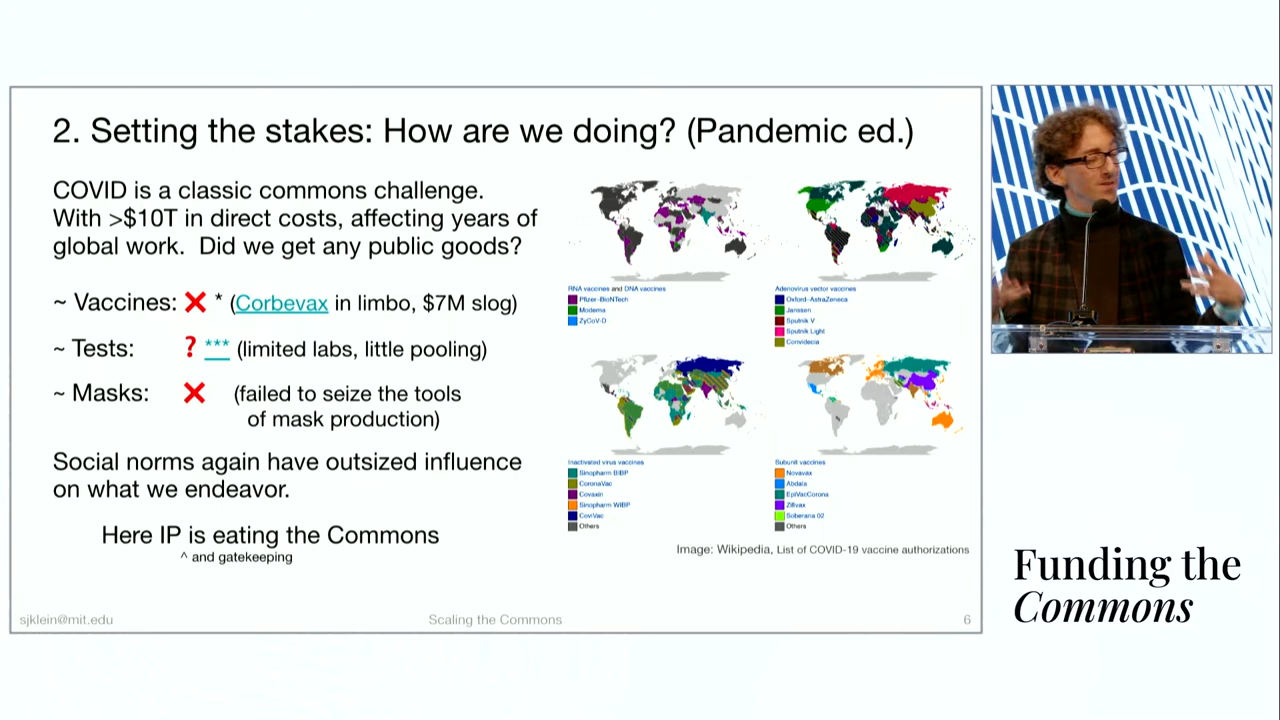 2. Setting the stakes: How are we doing? (Pandemic ed.)
COVID is a classic commons challenge.
With >$10T in direct costs, affecting years of
global work. Did we get any public goods?
~ Vaccines: ❌ * (Corbevax in limbo, $7M slog)
~ Tests: ❓ *** (limited labs, little pooling)
~ Masks: ❌ (failed to seize the tools
of mask production)
Social norms again have outsized influence
on what we endeavor.
Here IP is eating the Commons
^ and gatekeeping
RNA vaccines and DNA vaccines
Pfizer–BioNTech
Moderna
ZyCoV-D
Adenovirus vector vaccines
Oxford–AstraZeneca
Janssen
Sputnik V
Sputnik Light
Convidecia
Inactivated virus vaccines
Sinopharm BIBP
CoronaVac
Covaxin
Sinopharm WIBP
CoviVac
Others
Subunit vaccines
Novavax
Abdala
EpiVacCorona
Zifivax
Soberana 02
Others
Image: Wikipedia, List of COVID-19 vaccine authorizations
sjklein@mit.edu
Scaling the Commons
6
Funding the
Commons